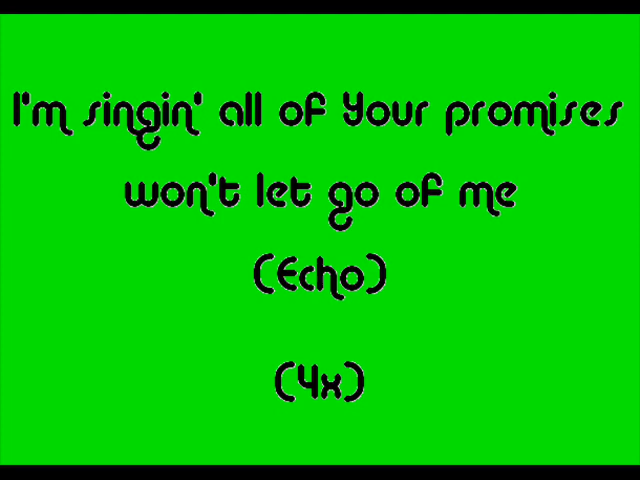 I'm singin' all of Your promises
won't let go of me
(Echo)
(4x)